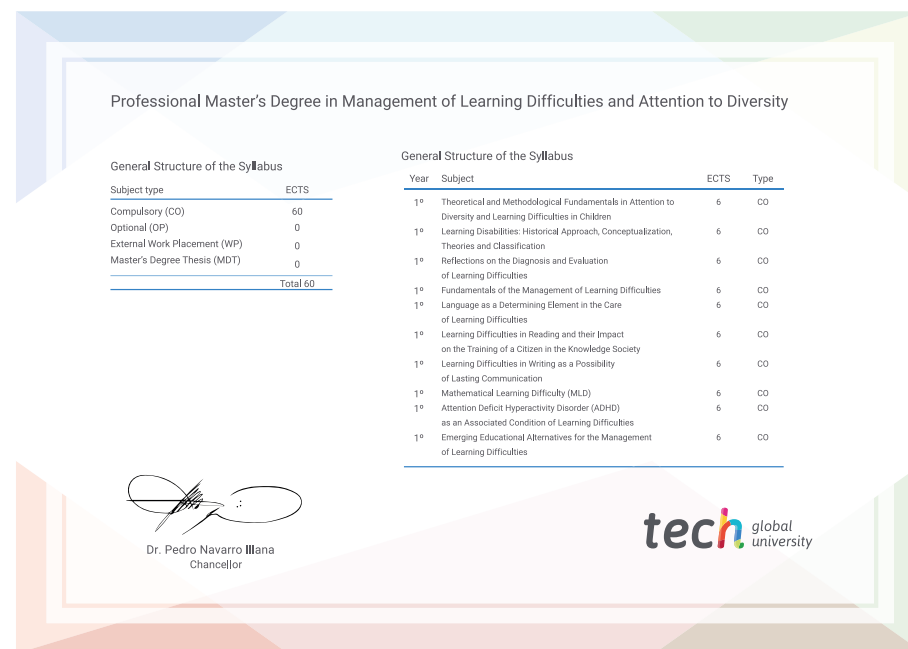 Professional Master's Degree in Management of Learning Difficulties and Attention to Diversity
General Structure of the Syllabus
Subject type ECTS
Compulsory (CO) 60
Optional (OP) 0
External Work Placement (WP) 0
Master's Degree Thesis (MDT) 0
Total 60
General Structure of the Syllabus
Year Subject ECTS Type
1º Theoretical and Methodological Fundamentals in Attention to 6 CO
Diversity and Learning Difficulties in Children
1º Learning Disabilities: Historical Approach, Conceptualization, 6 CO
Theories and Classification
1º Reflections on the Diagnosis and Evaluation 6 CO
of Learning Difficulties
1º Fundamentals of the Management of Learning Difficulties 6 CO
1º Language as a Determining Element in the Care 6 CO
of Learning Difficulties
1º Learning Difficulties in Reading and their Impact 6 CO
on the Training of a Citizen in the Knowledge Society
1º Learning Difficulties in Writing as a Possibility 6 CO
of Lasting Communication
1º Mathematical Learning Difficulty (MLD) 6 CO
1º Attention Deficit Hyperactivity Disorder (ADHD) 6 CO
as an Associated Condition of Learning Difficulties
1º Emerging Educational Alternatives for the Management 6 CO
of Learning Difficulties
Dr. Pedro Navarro Illana
Chancellor
tech global
university